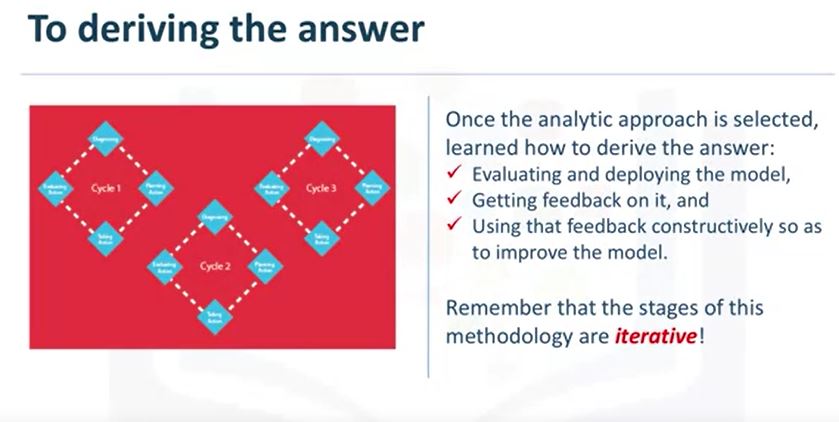 To deriving the answer
Diagnosing
Evaluating
Action
Cycle 1
Planning
Action
Taking
Action
Diagnosing
Evaluating
Action
Cycle 2
Planning
Action
Taking
Action
Diagnosing
Evaluating
Action
Cycle 3
Planning
Action
Taking
Action
Once the analytic approach is selected,
learned how to derive the answer:
✓ Evaluating and deploying the model,
✓ Getting feedback on it, and
✓ Using that feedback constructively so as
to improve the model.
Remember that the stages of this
methodology are iterative!